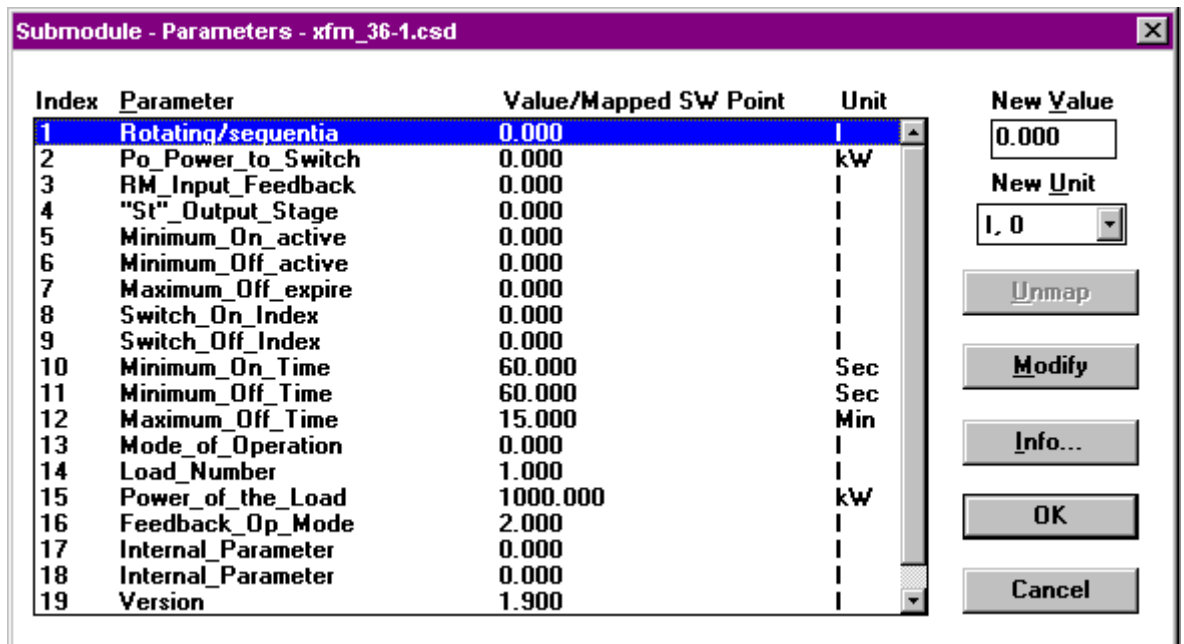 Submodule - Parameters - xfm_36-1.csd
Index Parameter Value/Mapped SW Point Unit New Value
1 Rotating/sequentia 0.000 I 0.000
2 Po_Power_to_Switch 0.000 kW
3 RM_Input_Feedback 0.000 I New Unit
4 "St"_Output_Stage 0.000 I I, 0
5 Minimum_On_active 0.000 I
6 Minimum_Off_active 0.000 I
7 Maximum_Off_expire 0.000 I Unmap
8 Switch_On_Index 0.000 I
9 Switch_Off_Index 0.000 I
10 Minimum_On_Time 60.000 Sec Modify
11 Minimum_Off_Time 60.000 Sec
12 Maximum_Off_Time 15.000 Min
13 Mode_of_Operation 0.000 I Info...
14 Load_Number 1.000 I
15 Power_of_the_Load 1000.000 kW
16 Feedback_Op_Mode 2.000 I OK
17 Internal_Parameter 0.000 I
18 Internal_Parameter 0.000 I
19 Version 1.900 I Cancel